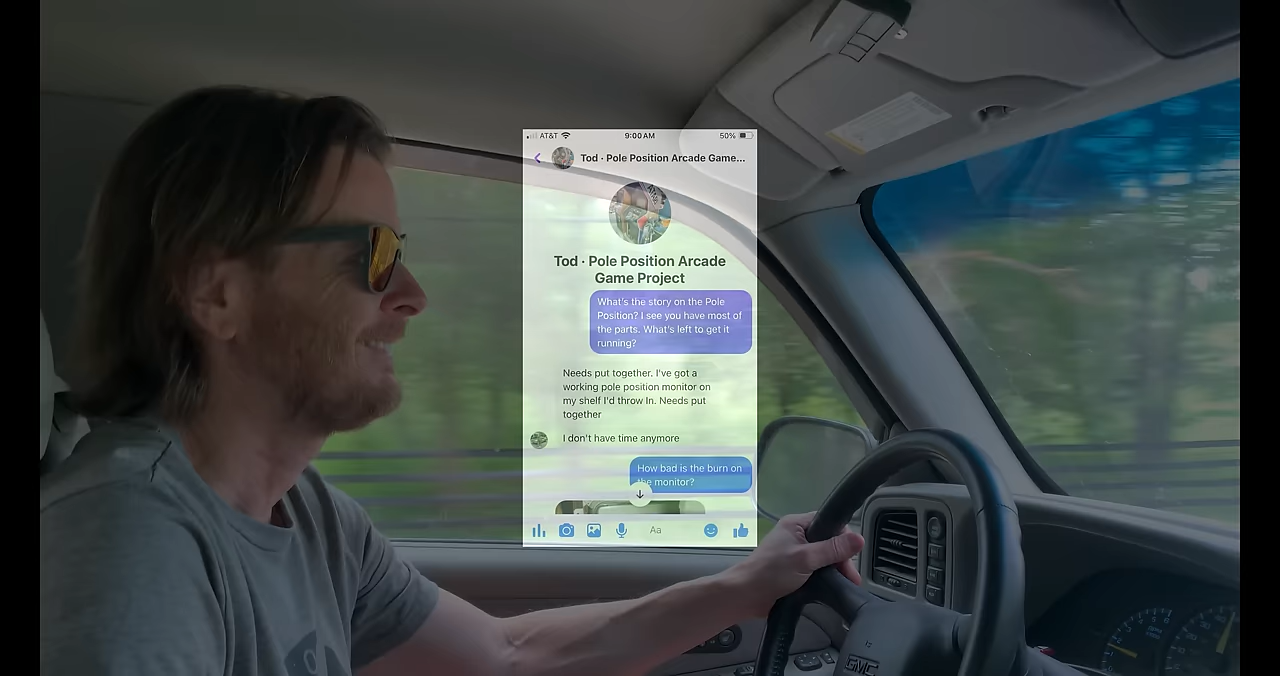 AT&T
9:00 AM
50%
Tod · Pole Position Arcade Game...
Tod · Pole Position Arcade
Game Project
What's the story on the Pole
Position? I see you have most of
the parts. What's left to get it
running?
Needs put together. I've got a
working pole position monitor on
my shelf I'd throw In. Needs put
together
I don't have time anymore
How bad is the burn on
the monitor?
Aa
GMC